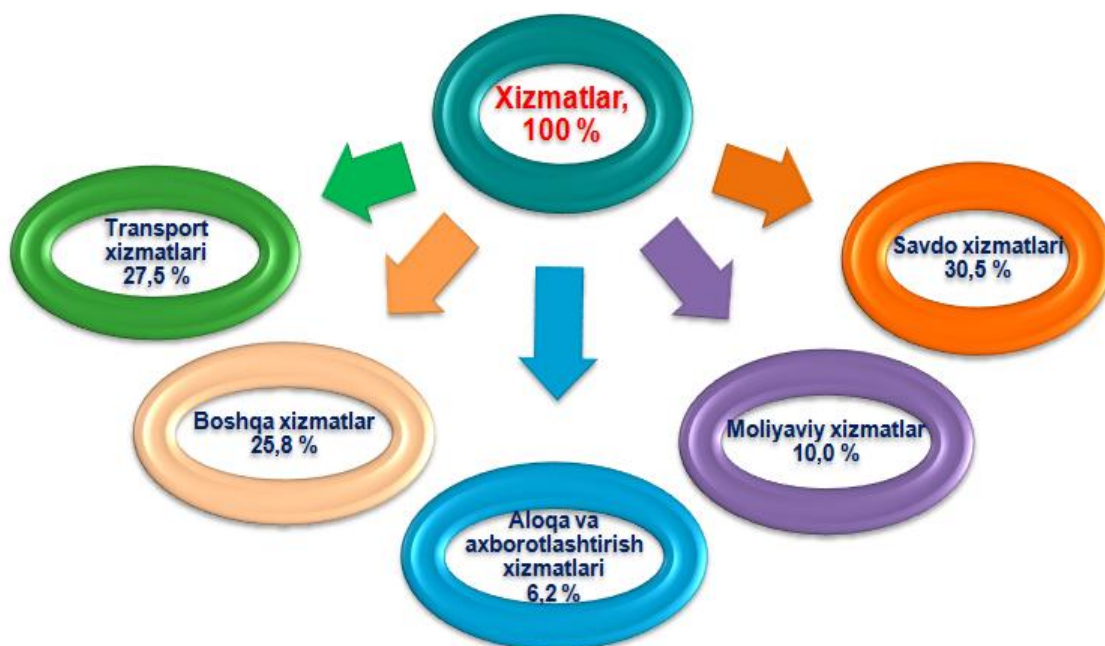 Xizmatlar,
100 %
Transport
xizmatlari
27,5 %
Savdo xizmatlari
30,5 %
Boshqa xizmatlar
25,8 %
Moliyaviy xizmatlar
10,0 %
Aloqa va
axborotlashtirish
xizmatlari
6,2 %